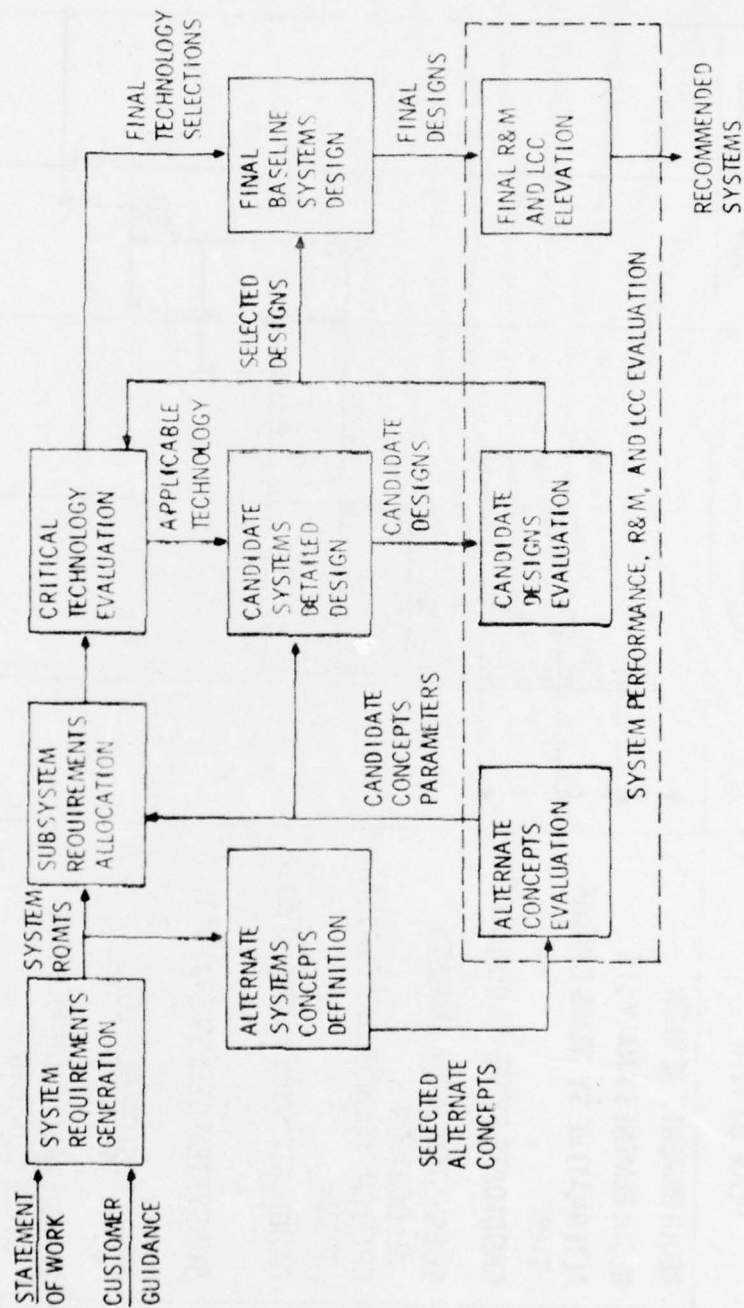 STATEMENT
OF WORK
CUSTOMER
GUIDANCE
SYSTEM
REQUIREMENTS
GENERATION
SYSTEM
RQMTS
SUBSYSTEM
REQUIREMENTS
ALLOCATION
CRITICAL
TECHNOLOGY
EVALUATION
FINAL
TECHNOLOGY
SELECTIONS
APPLICABLE
TECHNOLOGY
ALTERNATE
SYSTEMS
CONCEPTS
DEFINITION
CANDIDATE
SYSTEMS
DETAILED
DESIGN
SELECTED
DESIGNS
FINAL
BASELINE
SYSTEMS
DESIGN
SELECTED
ALTERNATE
CONCEPTS
CANDIDATE
CONCEPTS
PARAMETERS
CANDIDATE
DESIGNS
FINAL
DESIGNS
ALTERNATE
CONCEPTS
EVALUATION
CANDIDATE
DESIGNS
EVALUATION
FINAL R&M
AND LCC
ELEVATION
SYSTEM PERFORMANCE, R&M, AND LCC EVALUATION
RECOMMENDED
SYSTEMS